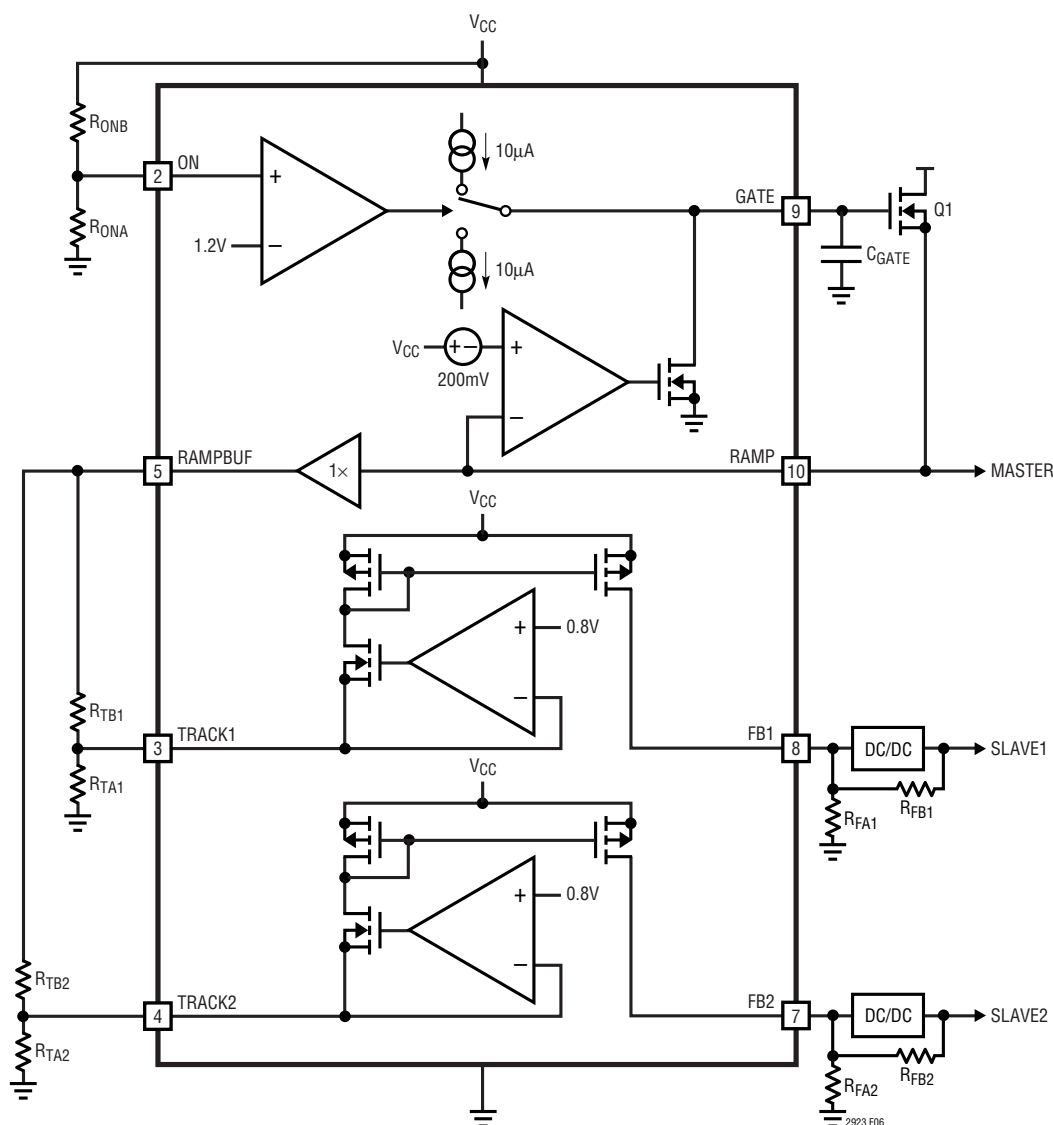 VCC
RONB
2
ON
RONA
1.2V
+
−
10µA
10µA
GATE
9
Q1
CGATE
VCC
+−
200mV
+
−
RAMPBUF
5
1×
RAMP
10
MASTER
VCC
+
0.8V
−
RTB1
TRACK1
3
RTA1
FB1
8
DC/DC
SLAVE1
RFB1
RFA1
VCC
+
0.8V
−
RTB2
TRACK2
4
RTA2
FB2
7
DC/DC
SLAVE2
RFB2
RFA2
2923 F06